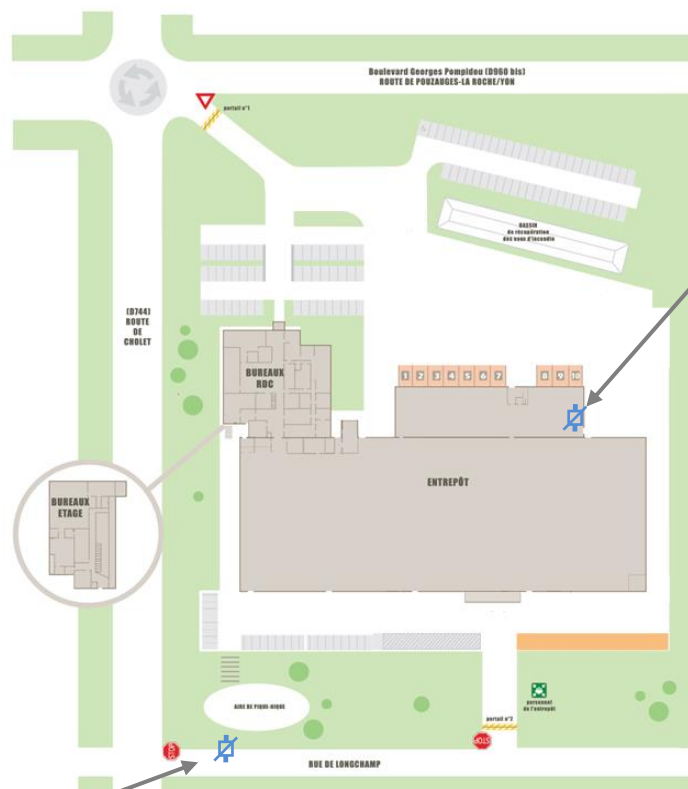 Boulevard Georges Pompidou (D960 bis)
ROUTE DE POUZAUGES-LA ROCHE/YON
portail n°1
BASSIN
de récupération
des eaux d'incendie
(D744)
ROUTE
DE
CHOLET
BUREAUX
RDC
1 2 3 4 5 6 7 8 9 10
ENTREPÔT
BUREAUX
ETAGE
AIRE DE PIQUE-NIQUE
personnel
de l'entrepôt
portail n°2
STOP
STOP
RUE DE LONGCHAMP